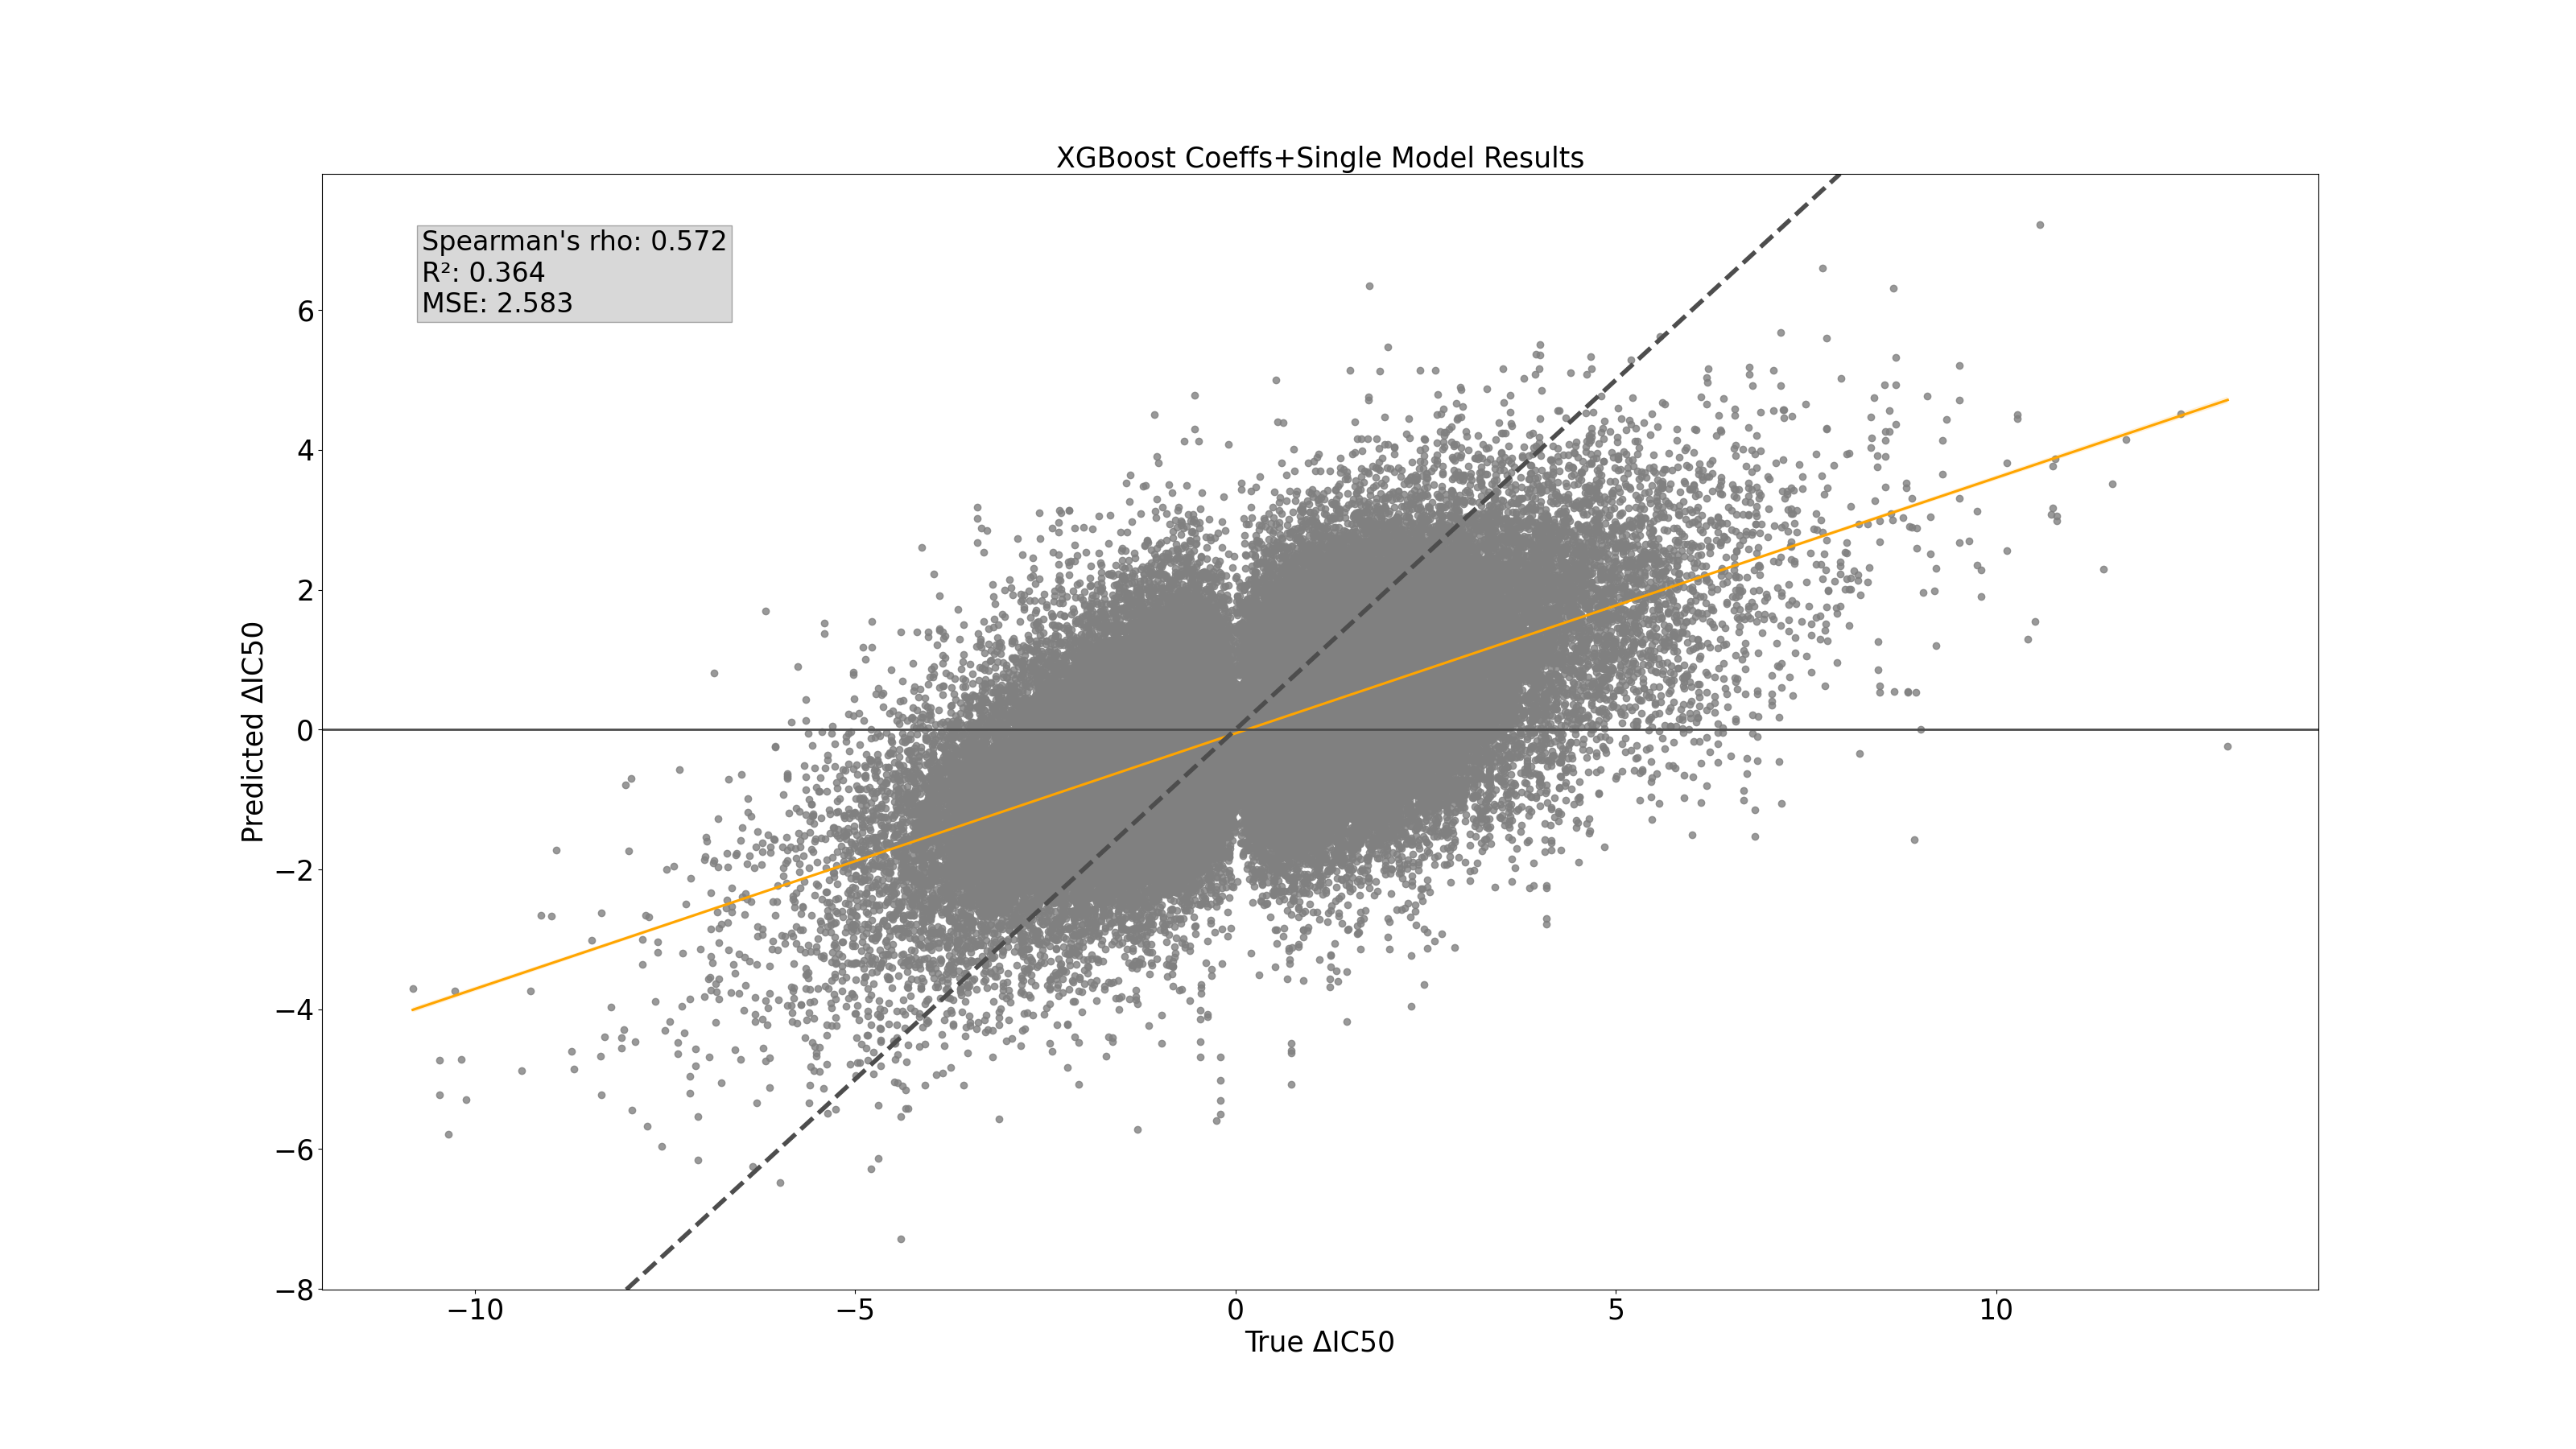 XGBoost Coeffs+Single Model Results
Spearman's rho: 0.572
R²: 0.364
MSE: 2.583
6
4
2
0
−2
−4
−6
−8
Predicted ΔIC50
−10 −5 0 5 10
True ΔIC50